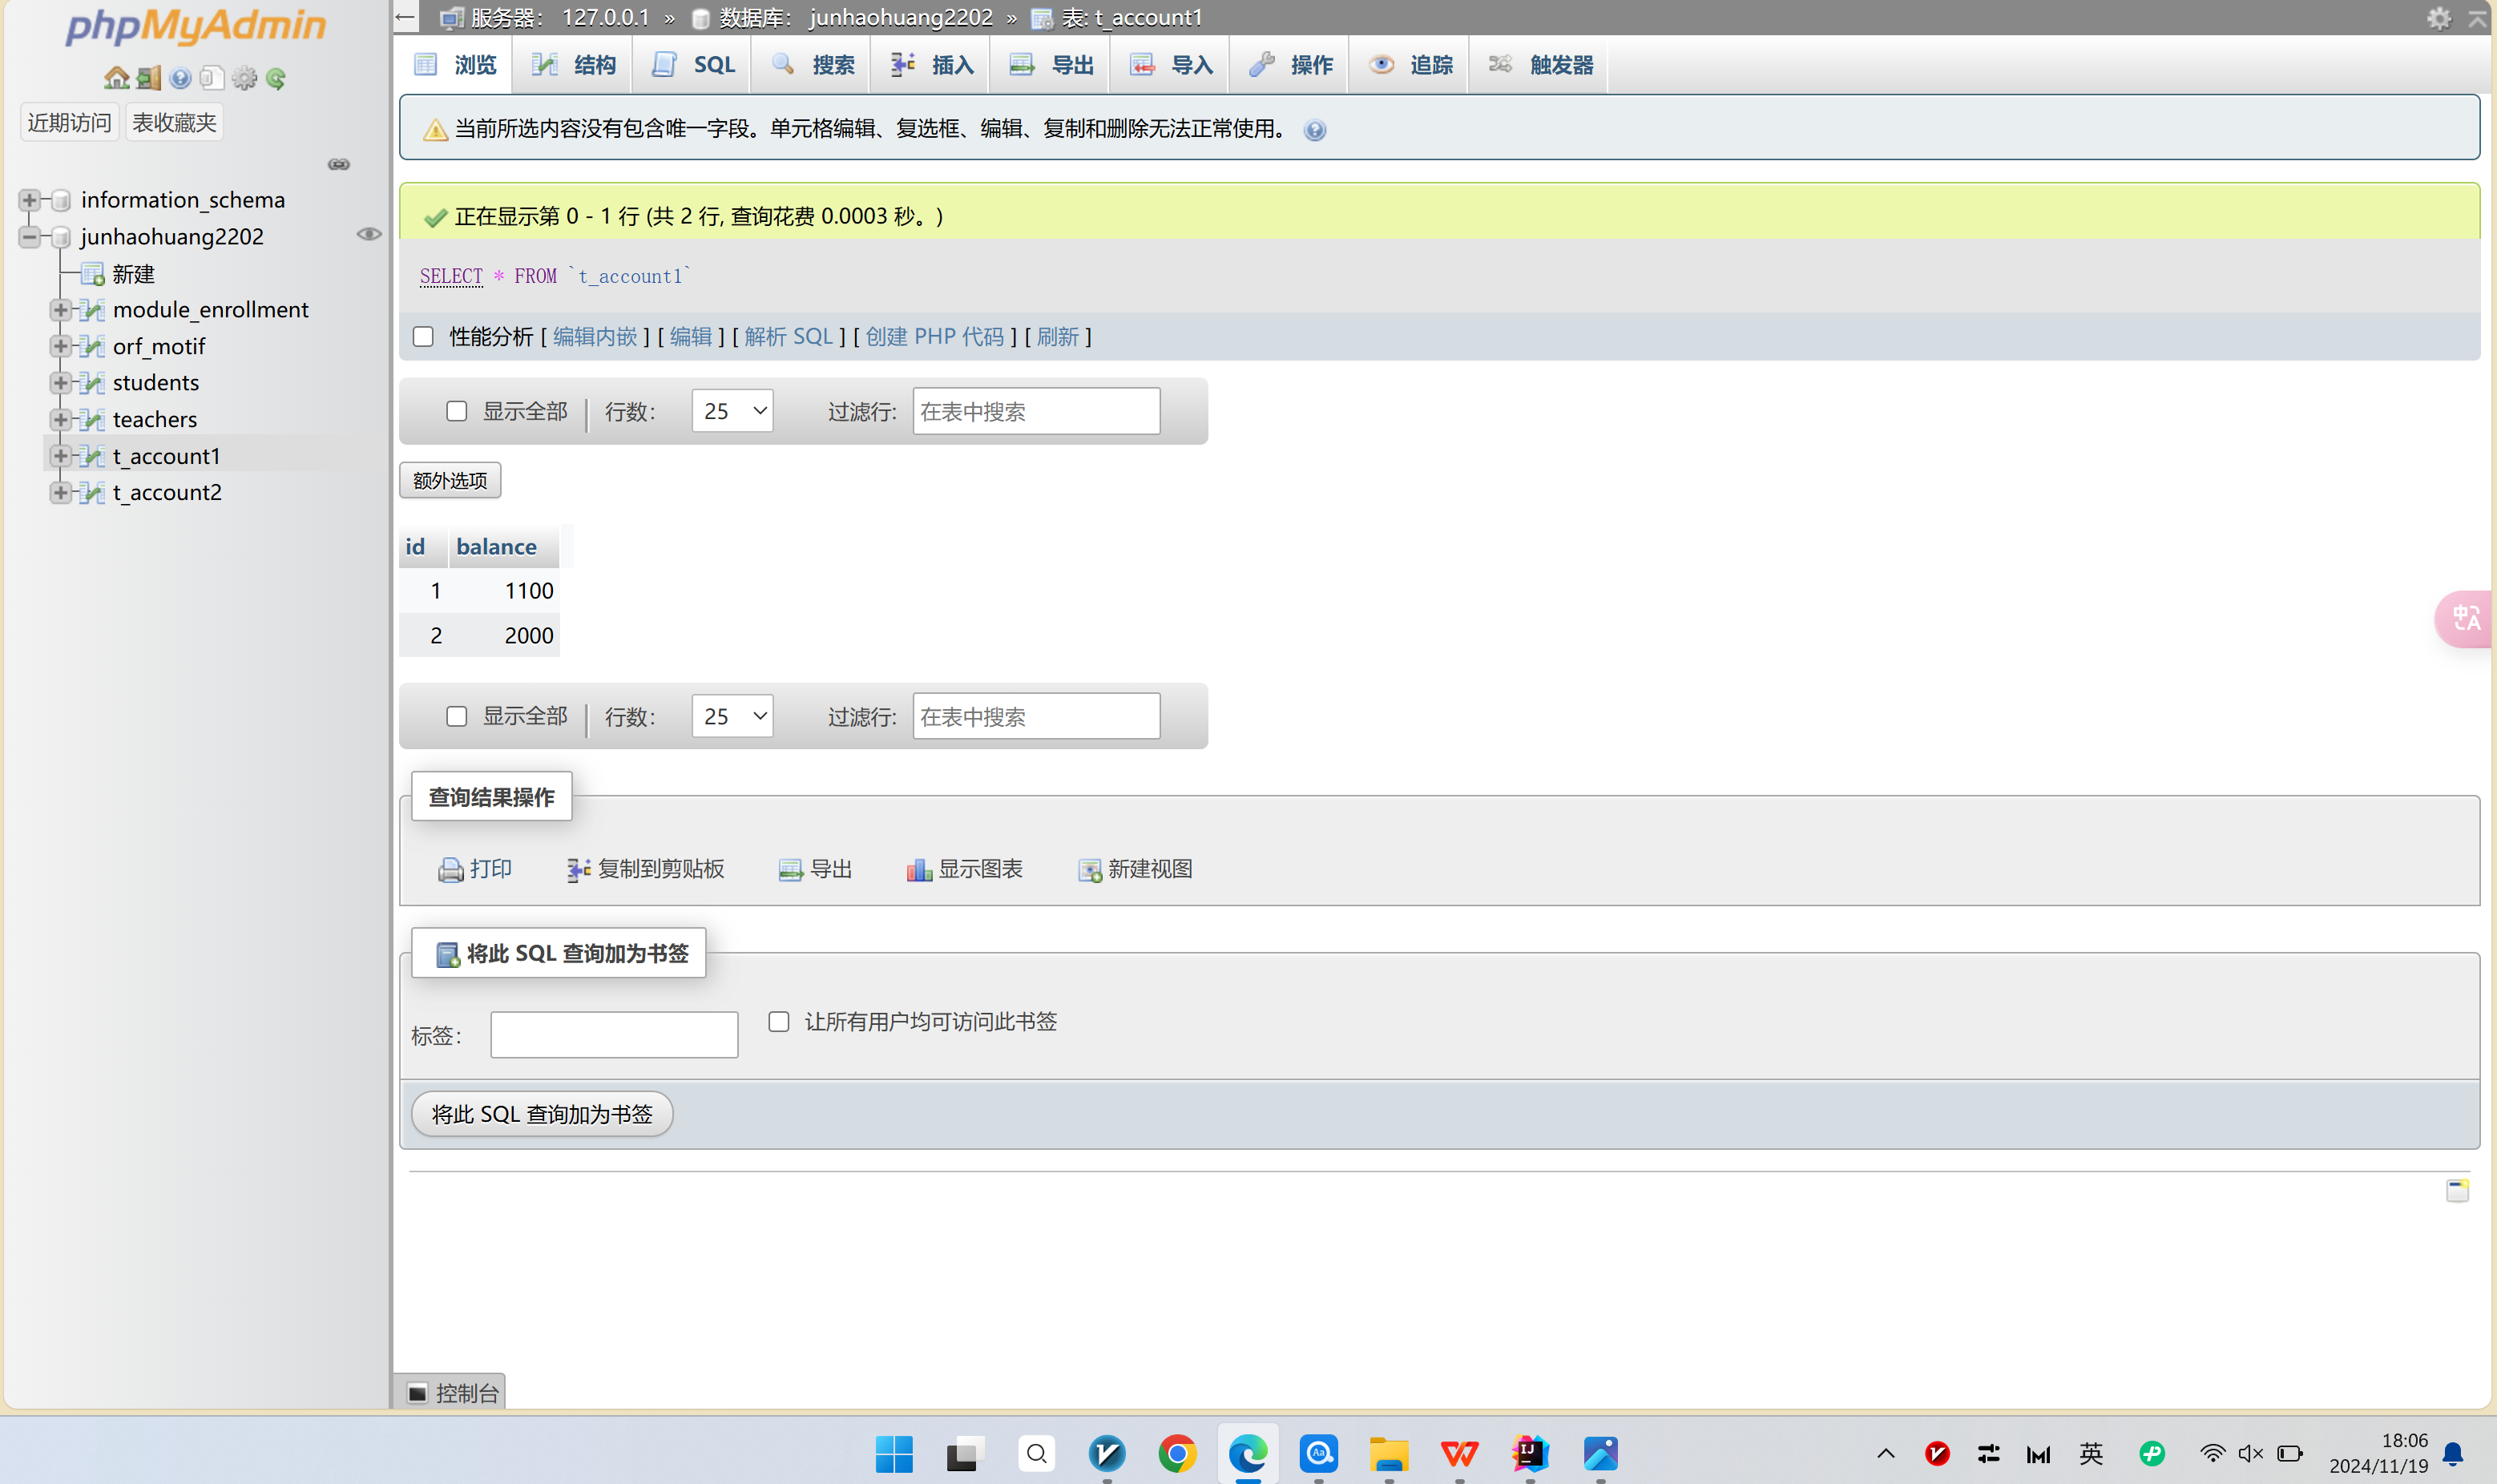 phpMyAdmin
近期访问 表收藏夹
information_schema
junhaohuang2202
新建
module_enrollment
orf_motif
students
teachers
t_account1
t_account2
服务器： 127.0.0.1 » 数据库： junhaohuang2202 » 表: t_account1
浏览 结构 SQL 搜索 插入 导出 导入 操作 追踪 触发器
当前所选内容没有包含唯一字段。单元格编辑、复选框、编辑、复制和删除无法正常使用。
正在显示第 0 - 1 行 (共 2 行, 查询花费 0.0003 秒。)
SELECT * FROM `t_account1`
性能分析 [ 编辑内嵌 ] [ 编辑 ] [ 解析 SQL ] [ 创建 PHP 代码 ] [ 刷新 ]
显示全部 行数： 25 过滤行: 在表中搜索
额外选项
id balance
1 1100
2 2000
显示全部 行数： 25 过滤行: 在表中搜索
查询结果操作
打印 复制到剪贴板 导出 显示图表 新建视图
将此 SQL 查询加为书签
标签： 让所有用户均可访问此书签
将此 SQL 查询加为书签
控制台
英
18:06
2024/11/19